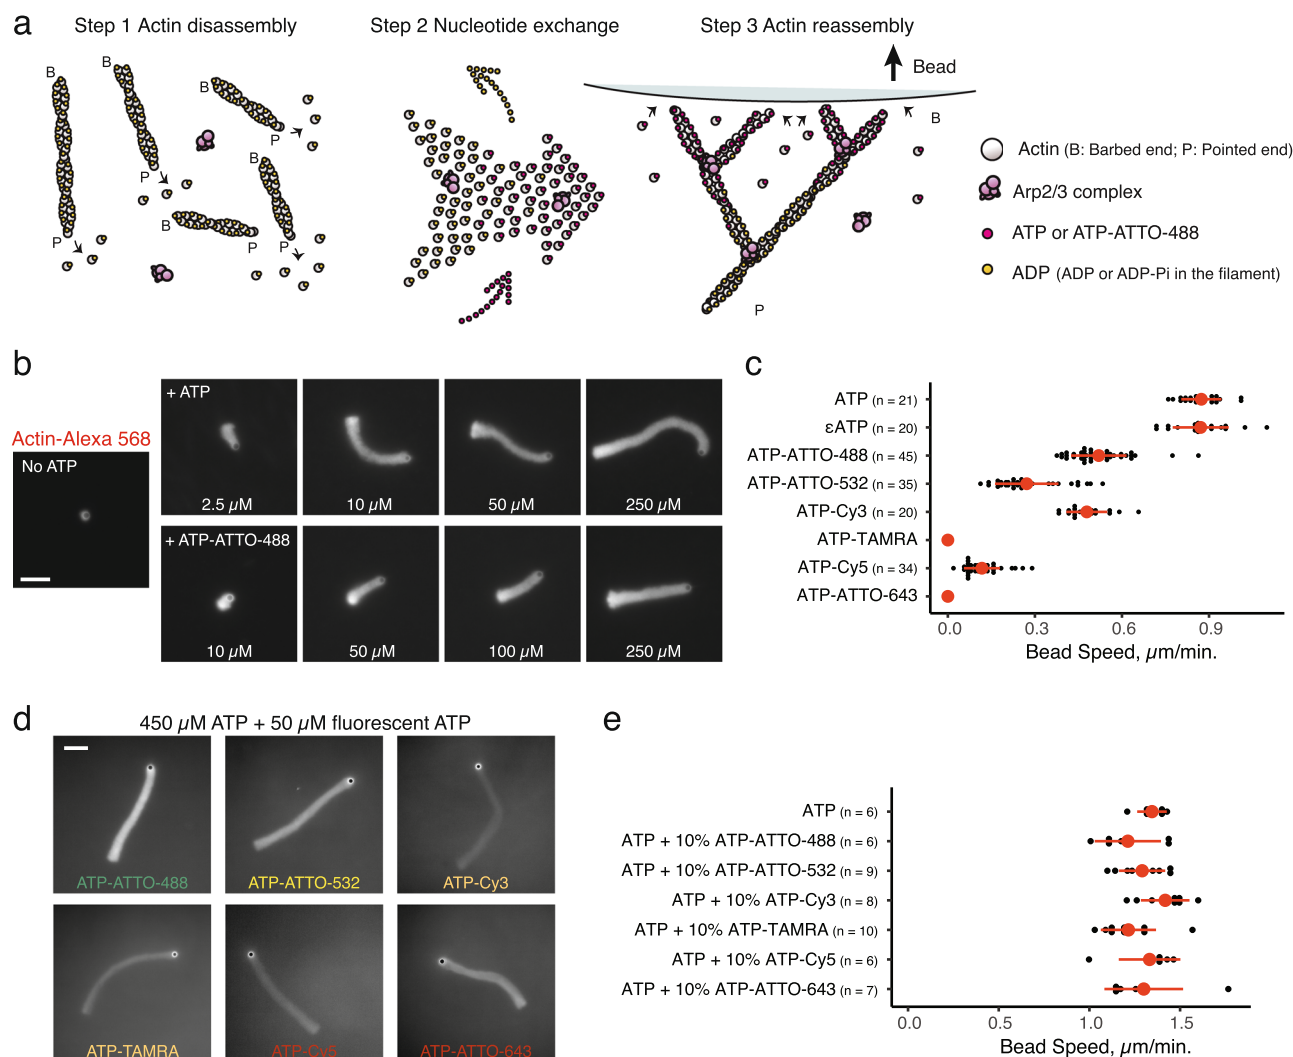 a
Step 1 Actin disassembly
Step 2 Nucleotide exchange
Step 3 Actin reassembly
B
B
B
P
P
B
B
P
P
P
Bead
B
P
Actin (B: Barbed end; P: Pointed end)
Arp2/3 complex
ATP or ATP-ATTO-488
ADP (ADP or ADP-Pi in the filament)
b
Actin-Alexa 568
No ATP
+ ATP
2.5 µM
10 µM
50 µM
250 µM
+ ATP-ATTO-488
10 µM
50 µM
100 µM
250 µM
c
ATP (n = 21)
εATP (n = 20)
ATP-ATTO-488 (n = 45)
ATP-ATTO-532 (n = 35)
ATP-Cy3 (n = 20)
ATP-TAMRA
ATP-Cy5 (n = 34)
ATP-ATTO-643
0.0
0.3
0.6
0.9
Bead Speed, µm/min.
d
450 µM ATP + 50 µM fluorescent ATP
ATP-ATTO-488
ATP-ATTO-532
ATP-Cy3
ATP-TAMRA
ATP-Cy5
ATP-ATTO-643
e
ATP (n = 6)
ATP + 10% ATP-ATTO-488 (n = 6)
ATP + 10% ATP-ATTO-532 (n = 9)
ATP + 10% ATP-Cy3 (n = 8)
ATP + 10% ATP-TAMRA (n = 10)
ATP + 10% ATP-Cy5 (n = 6)
ATP + 10% ATP-ATTO-643 (n = 7)
0.0
0.5
1.0
1.5
Bead Speed, µm/min.